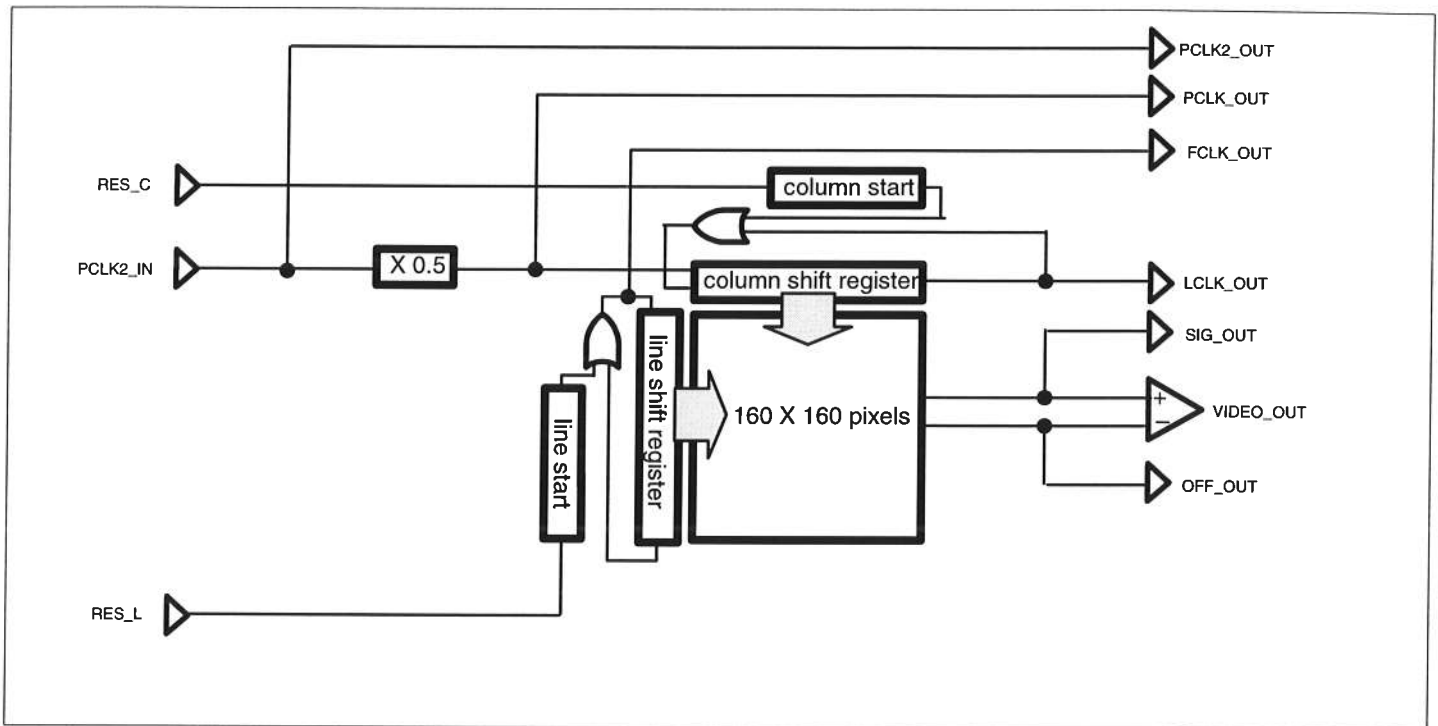 PCLK2_OUT
PCLK_OUT
FCLK_OUT
RES_C
column start
PCLK2_IN
X 0.5
column shift register
LCLK_OUT
SIG_OUT
line start
line shift register
160 X 160 pixels
+
−
VIDEO_OUT
OFF_OUT
RES_L